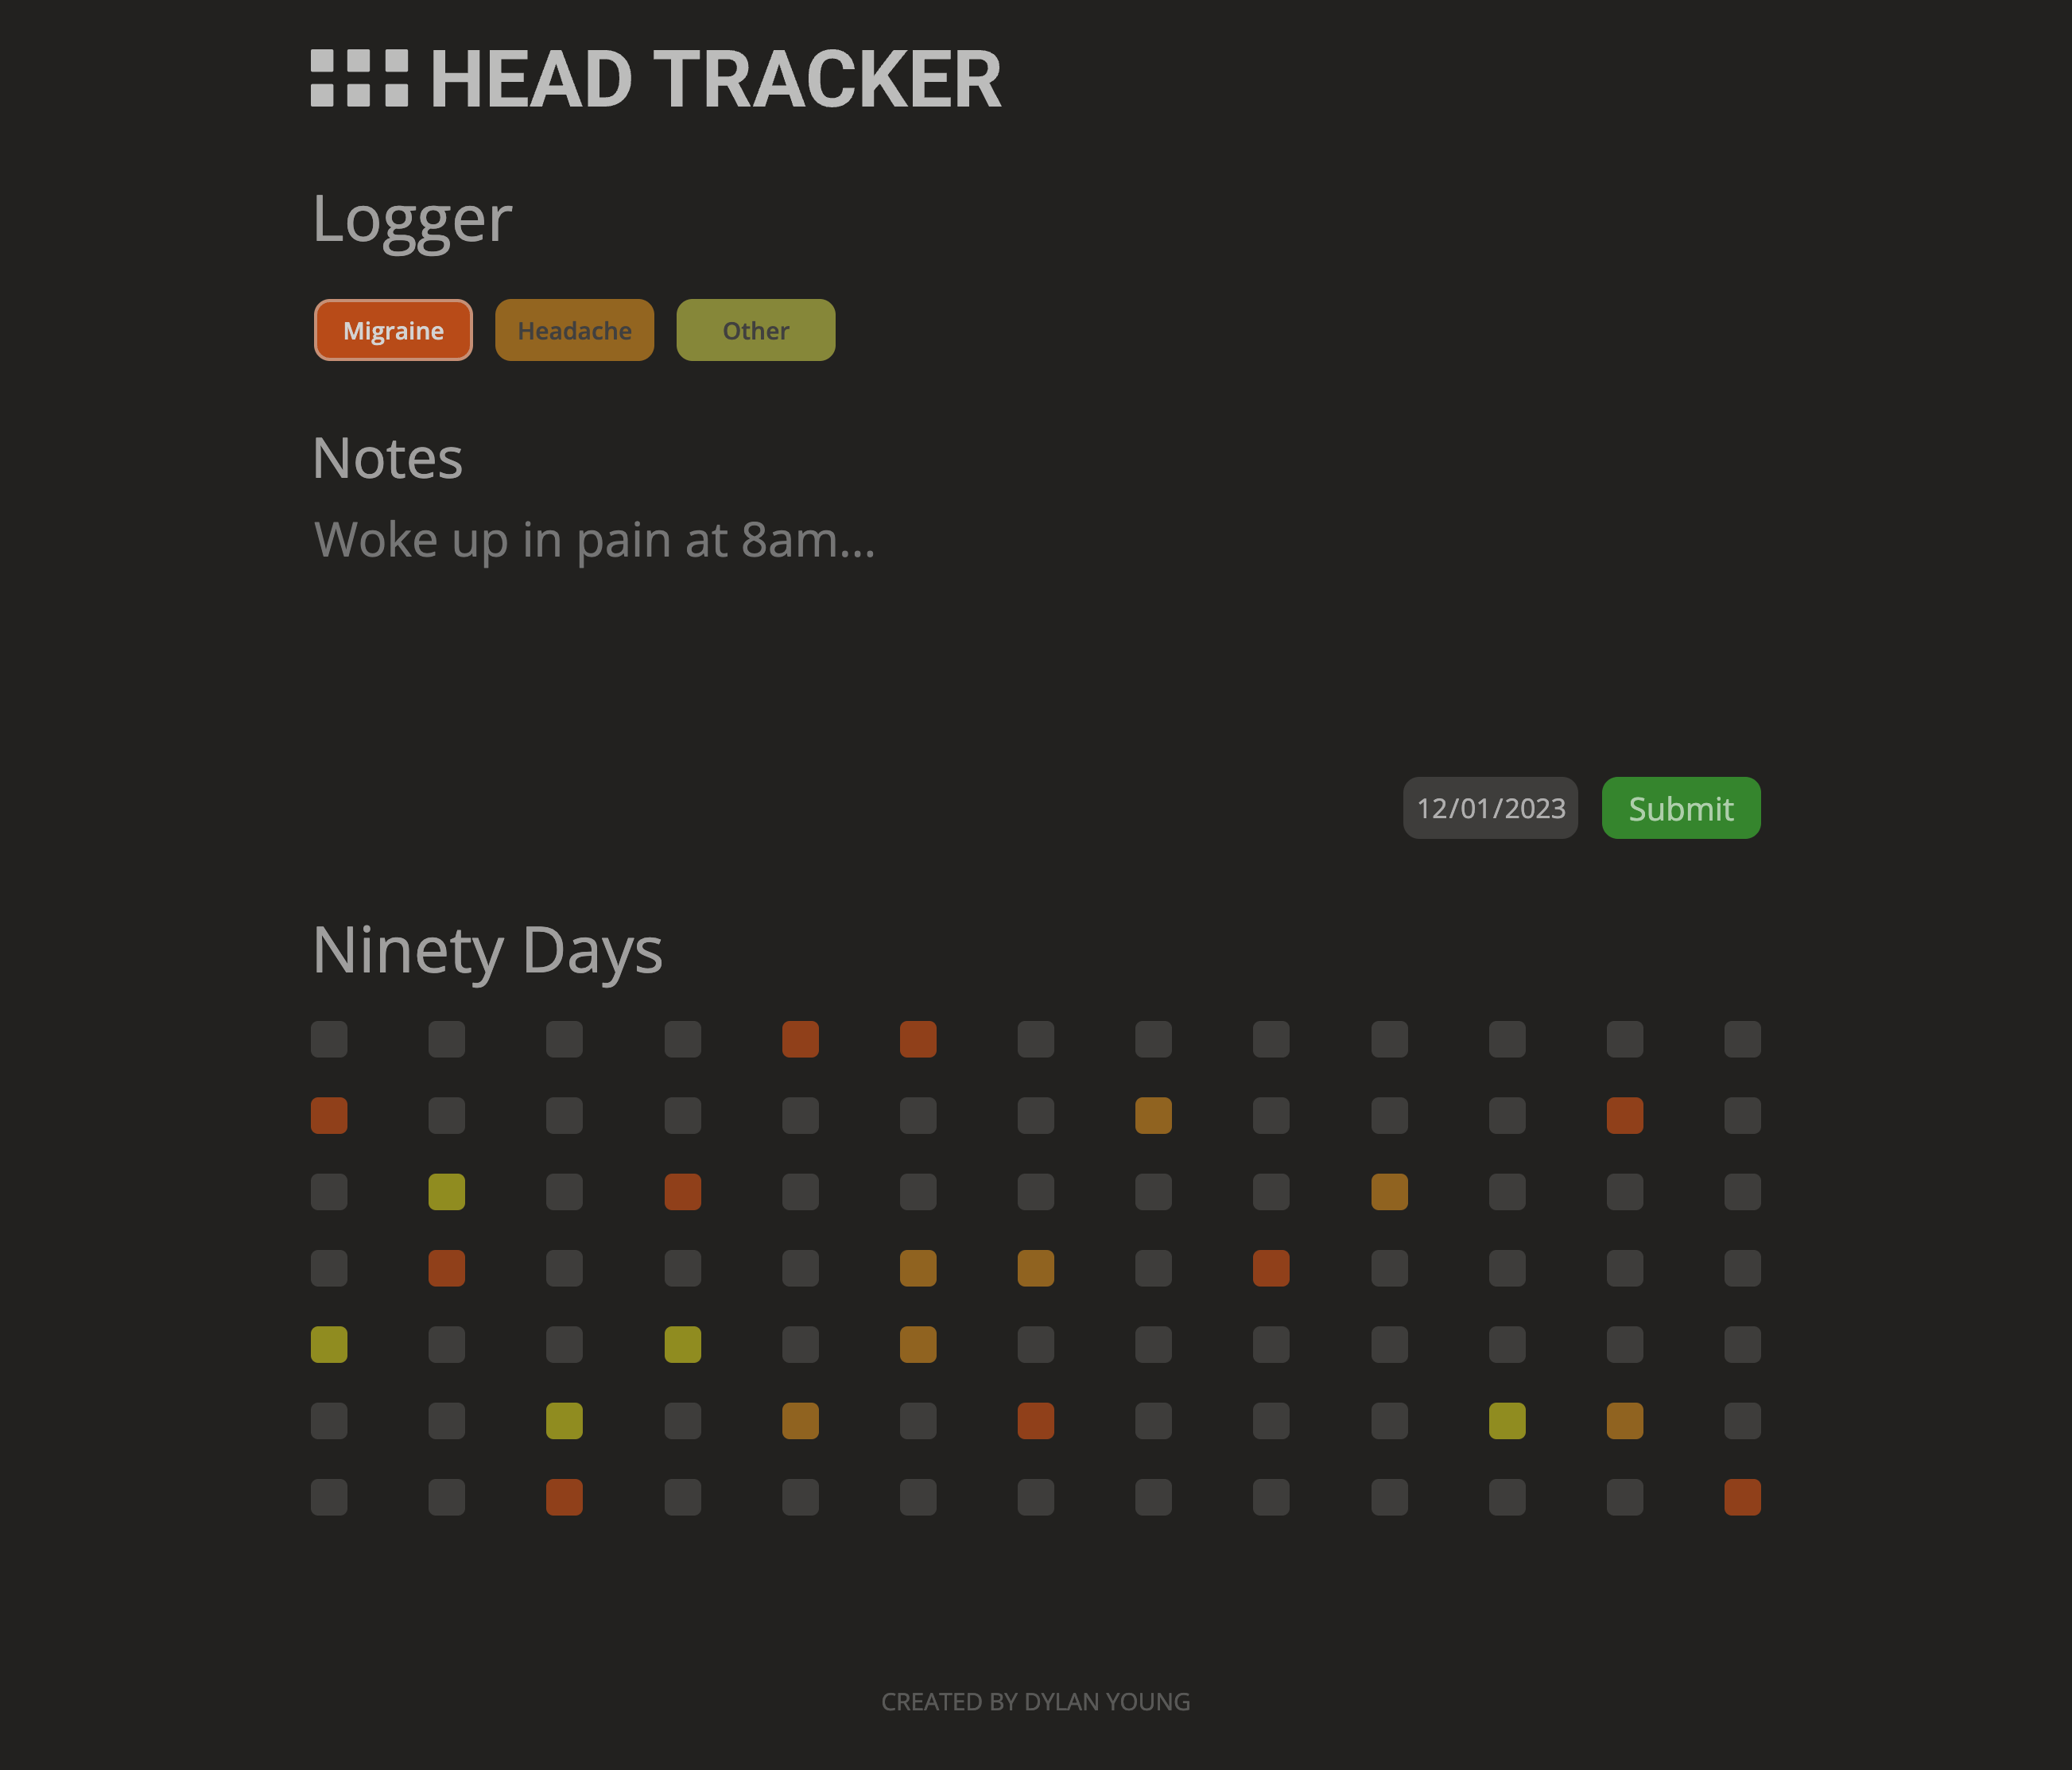 HEAD TRACKER
Logger
Migraine Headache Other
Notes
Woke up in pain at 8am...
12/01/2023 Submit
Ninety Days
CREATED BY DYLAN YOUNG